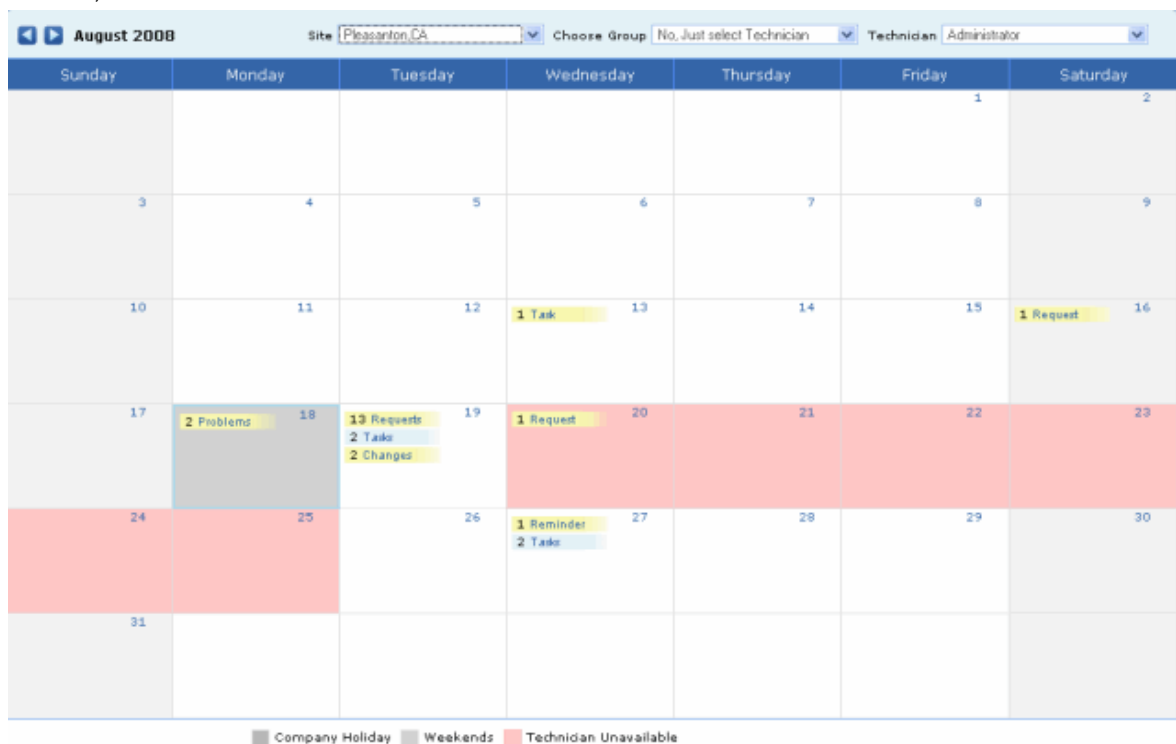 August 2008 Site Pleasanton,CA Choose Group No, Just select Technician Technician Administrator
Sunday Monday Tuesday Wednesday Thursday Friday Saturday
1 2
3 4 5 6 7 8 9
10 11 12 13 14 15 16
1 Task 1 Request
17 18 19 20 21 22 23
2 Problems 13 Requests 1 Request
2 Tasks
2 Changes
24 25 26 27 28 29 30
1 Reminder
2 Tasks
31
Company Holiday Weekends Technician Unavailable